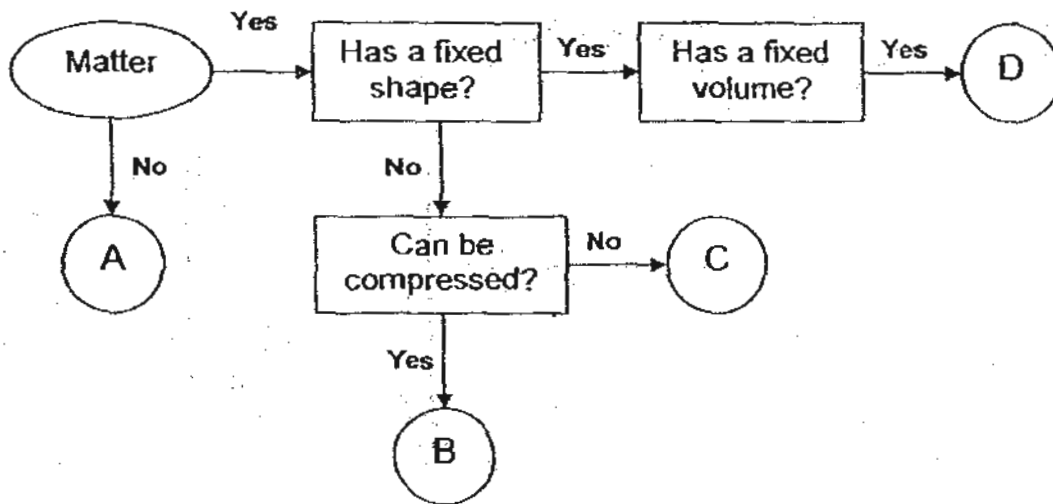 Yes
Matter
Has a fixed
shape?
Yes
Has a fixed
volume?
Yes
D
No
No
A
Can be
compressed?
No
C
Yes
B